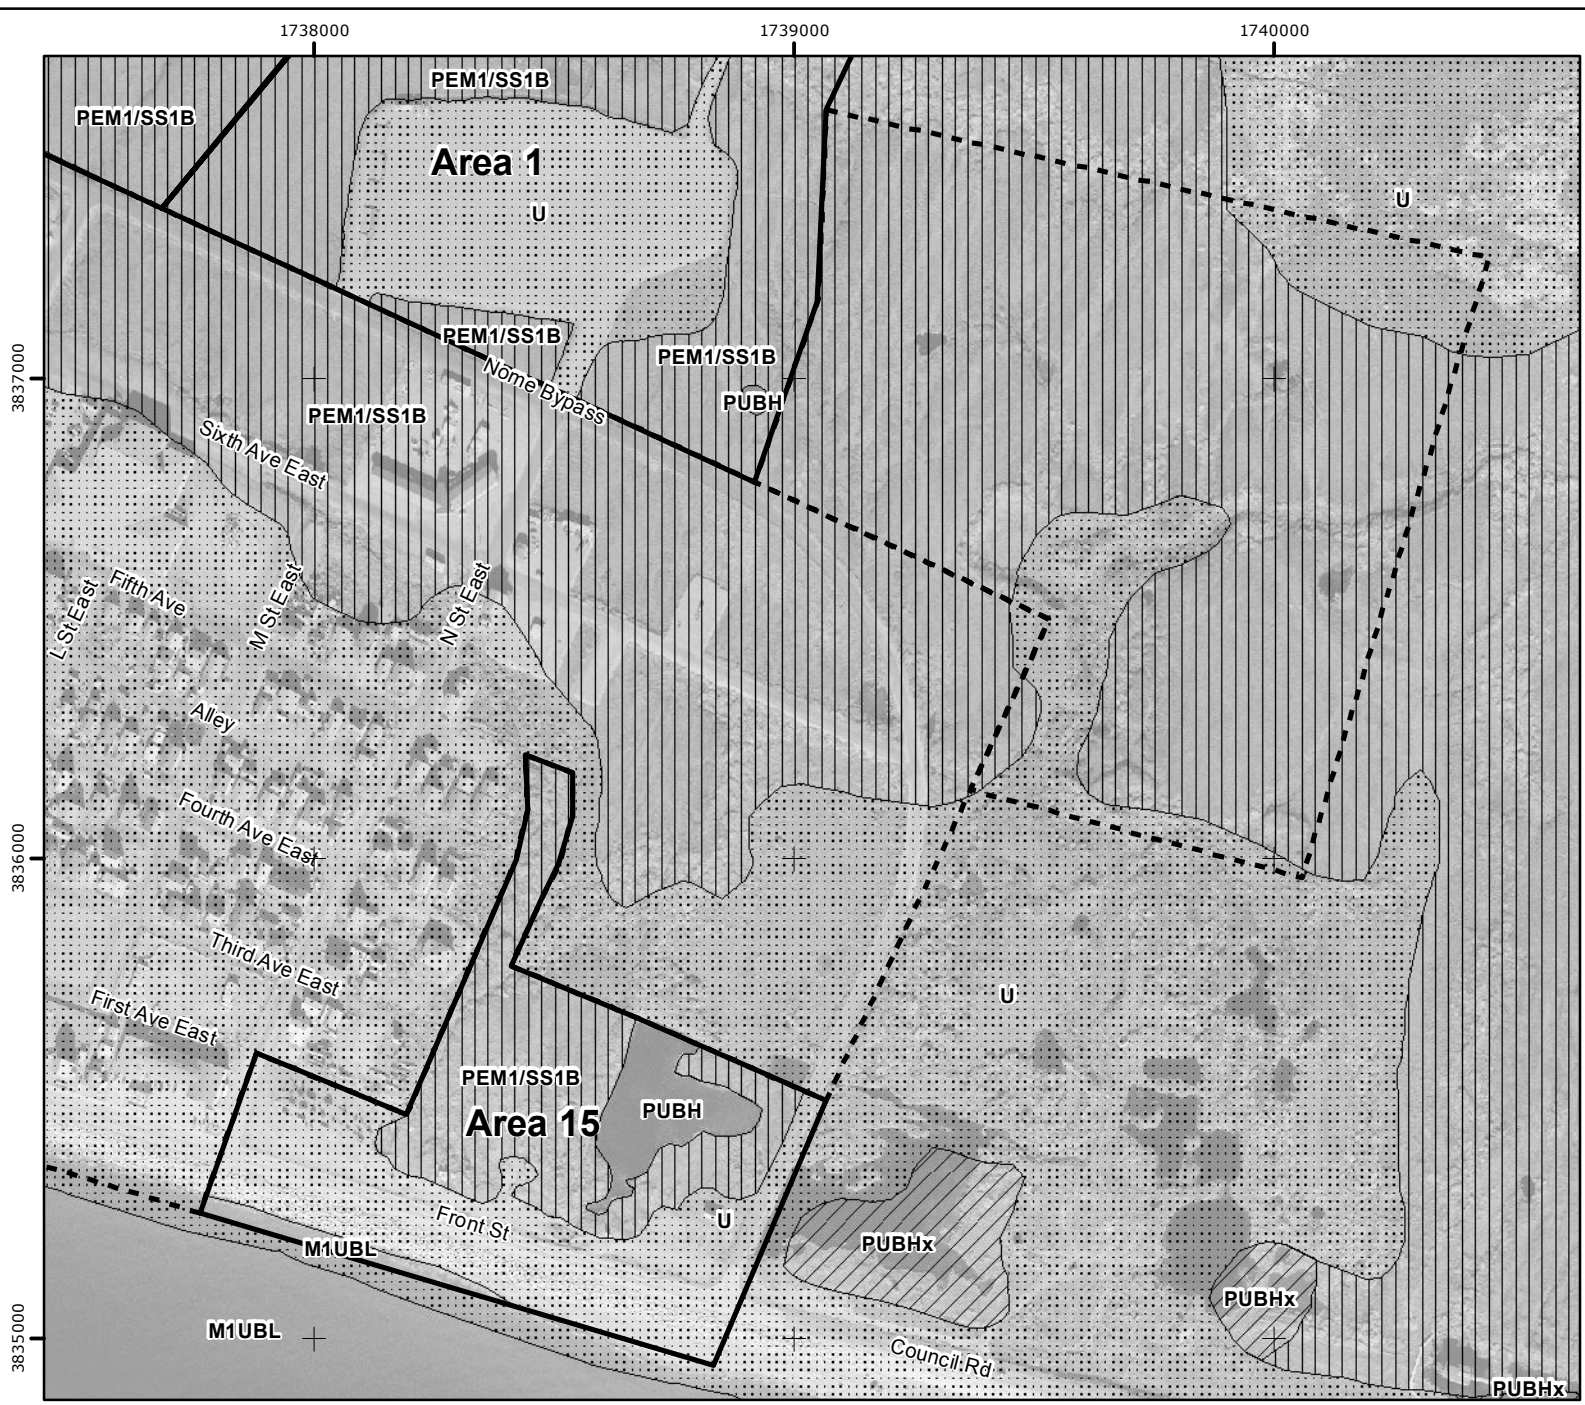 1738000
1739000
1740000
PEM1/SS1B
PEM1/SS1B
Area 1
U
U
PEM1/SS1B
Nome Bypass
PEM1/SS1B
PUBH
3837000
PEM1/SS1B
Sixth Ave East
Fifth Ave
L St East
M St East
N St East
Alley
Fourth Ave East
3836000
Third Ave East
First Ave East
U
PEM1/SS1B
Area 15
PUBH
U
Front St
PUBHx
M1UBL
M1UBL
PUBHx
3835000
Council Rd
PUBHx